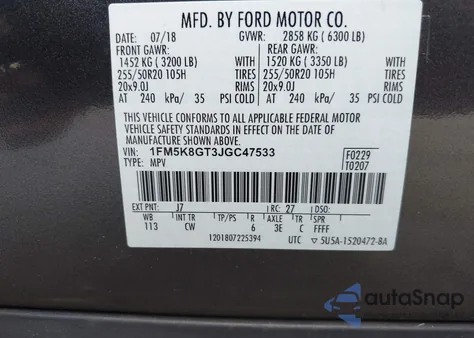 MFD. BY FORD MOTOR CO.
DATE: 07/18 GVWR: 2858 KG ( 6300 LB)
FRONT GAWR: REAR GAWR:
1452 KG ( 3200 LB) 1520 KG ( 3350 LB)
255/50R20 105H TIRES 255/50R20 105H TIRES
20x9.0J RIMS 20x9.0J RIMS
AT 240 kPa/ 35 PSI COLD AT 240 kPa/ 35 PSI COLD
THIS VEHICLE CONFORMS TO ALL APPLICABLE FEDERAL MOTOR
VEHICLE SAFETY STANDARDS IN EFFECT ON THE DATE OF
MANUFACTURE SHOWN ABOVE.
VIN: 1FM5K8GT3JGC47533 F0229
TYPE: MPV T0207
EXT PNT: J7 RC: 27 DSO:
WB INT TR TP/PS R AXLE TR SPR
113 CW 6 3E C FFFF
1201807225394 UTC 5U5A-1520472-BA
autoSnap